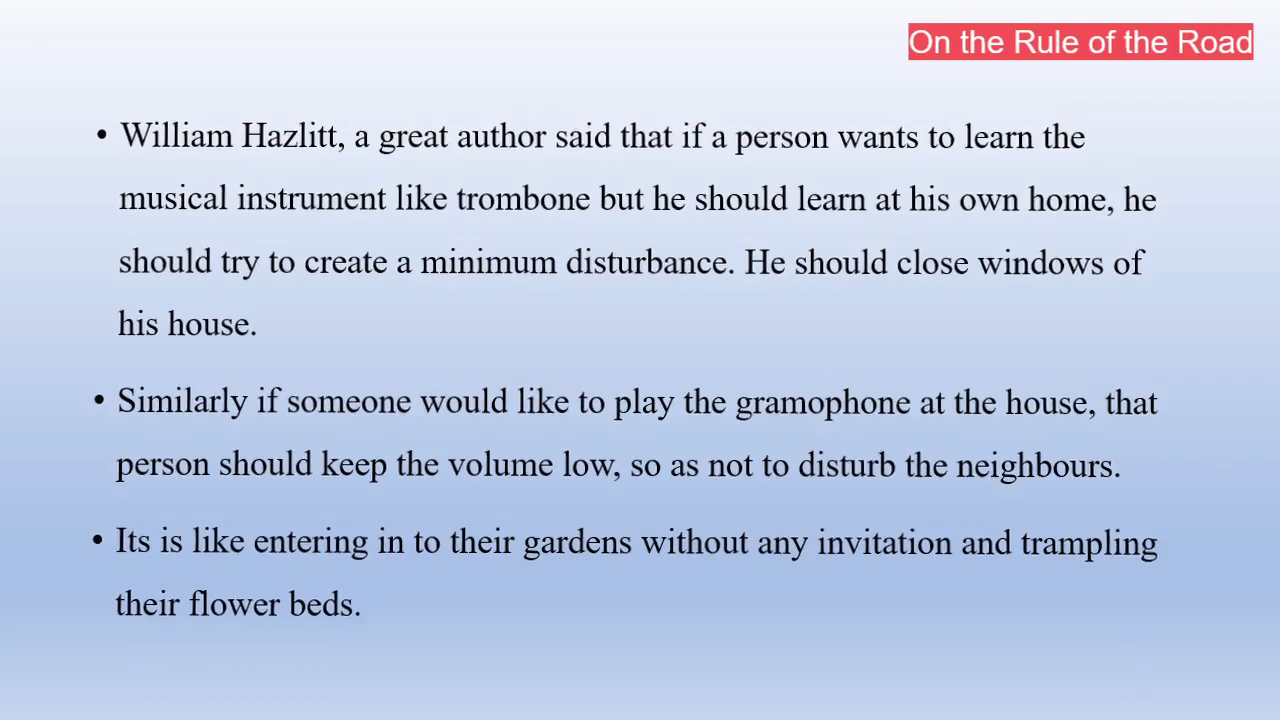 On the Rule of the Road
• William Hazlitt, a great author said that if a person wants to learn the
musical instrument like trombone but he should learn at his own home, he
should try to create a minimum disturbance. He should close windows of
his house.
• Similarly if someone would like to play the gramophone at the house, that
person should keep the volume low, so as not to disturb the neighbours.
• Its is like entering in to their gardens without any invitation and trampling
their flower beds.